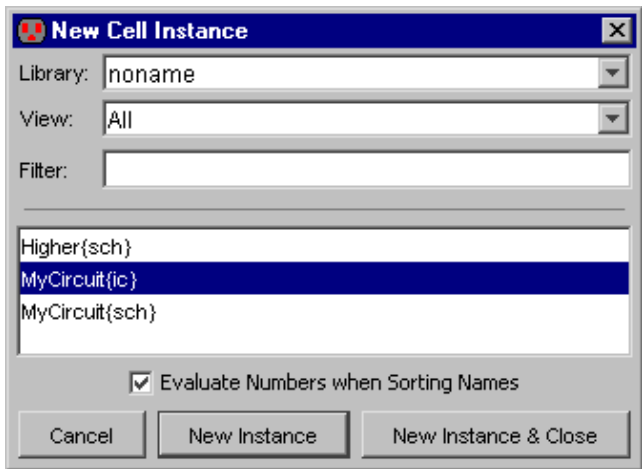 New Cell Instance
Library: noname
View: All
Filter:
Higher{sch}
MyCircuit{ic}
MyCircuit{sch}
Evaluate Numbers when Sorting Names
Cancel New Instance New Instance & Close